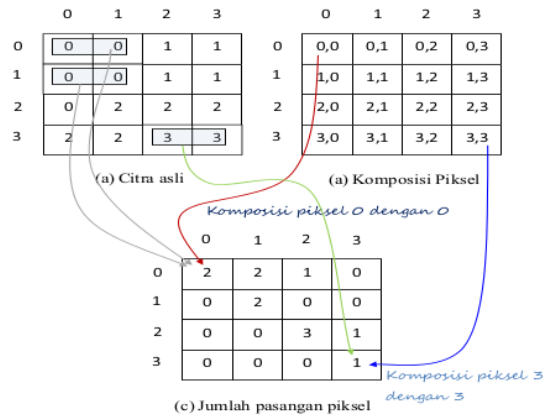 0 1 2 3
0 0 0 1 1
1 0 0 1 1
2 0 2 2 2
3 2 2 3 3
(a) Citra asli
0 1 2 3
0 0,0 0,1 0,2 0,3
1 1,0 1,1 1,2 1,3
2 2,0 2,1 2,2 2,3
3 3,0 3,1 3,2 3,3
(a) Komposisi Piksel
Komposisi piksel 0 dengan 0
0 1 2 3
0 2 2 1 0
1 0 2 0 0
2 0 0 3 1
3 0 0 0 1
Komposisi piksel 3
dengan 3
(c) Jumlah pasangan piksel